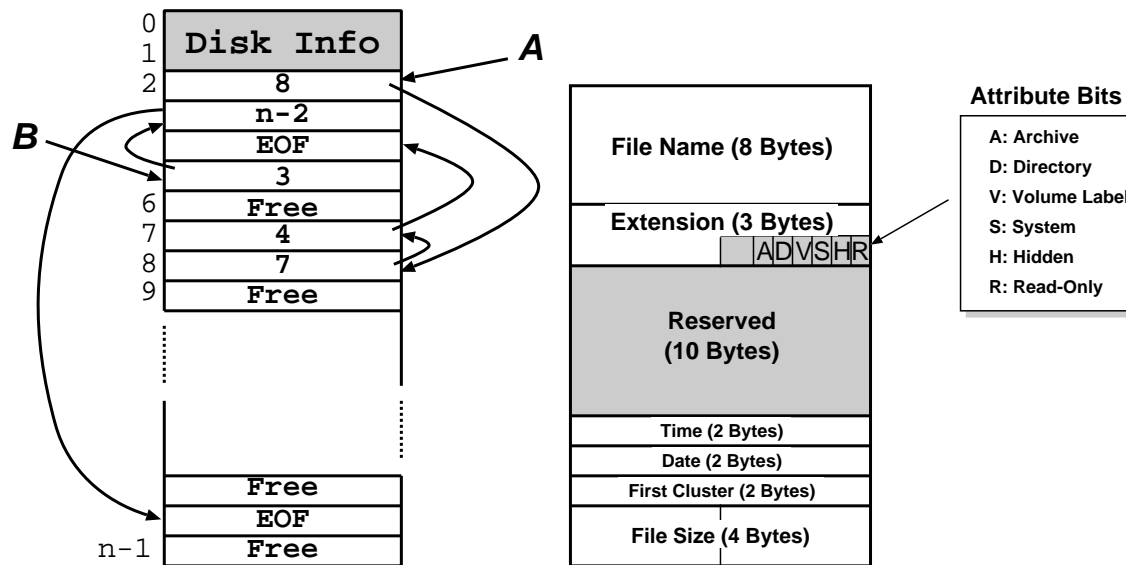 0
1
Disk Info
A
2
8
n-2
B
EOF
3
6
Free
7
4
8
7
9
Free
Free
EOF
n-1
Free
File Name (8 Bytes)
Extension (3 Bytes)
A D V S H R
Reserved
(10 Bytes)
Time (2 Bytes)
Date (2 Bytes)
First Cluster (2 Bytes)
File Size (4 Bytes)
Attribute Bits
A: Archive
D: Directory
V: Volume Label
S: System
H: Hidden
R: Read-Only